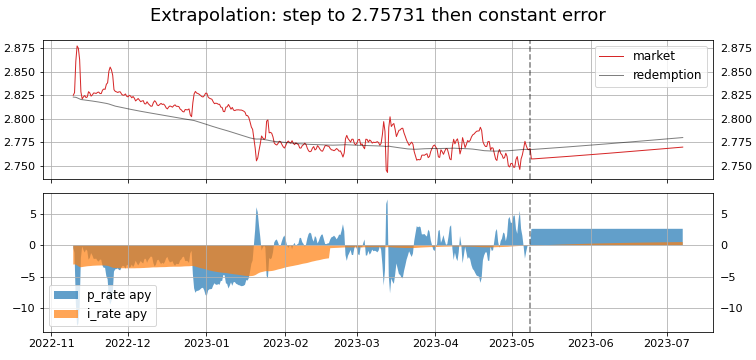 Extrapolation: step to 2.75731 then constant error
2.875 2.875
2.850 2.850
2.825 2.825
2.800 2.800
2.775 2.775
2.750 2.750
market
redemption
5 5
0 0
−5 −5
−10 −10
p_rate apy
i_rate apy
2022-11 2022-12 2023-01 2023-02 2023-03 2023-04 2023-05 2023-06 2023-07